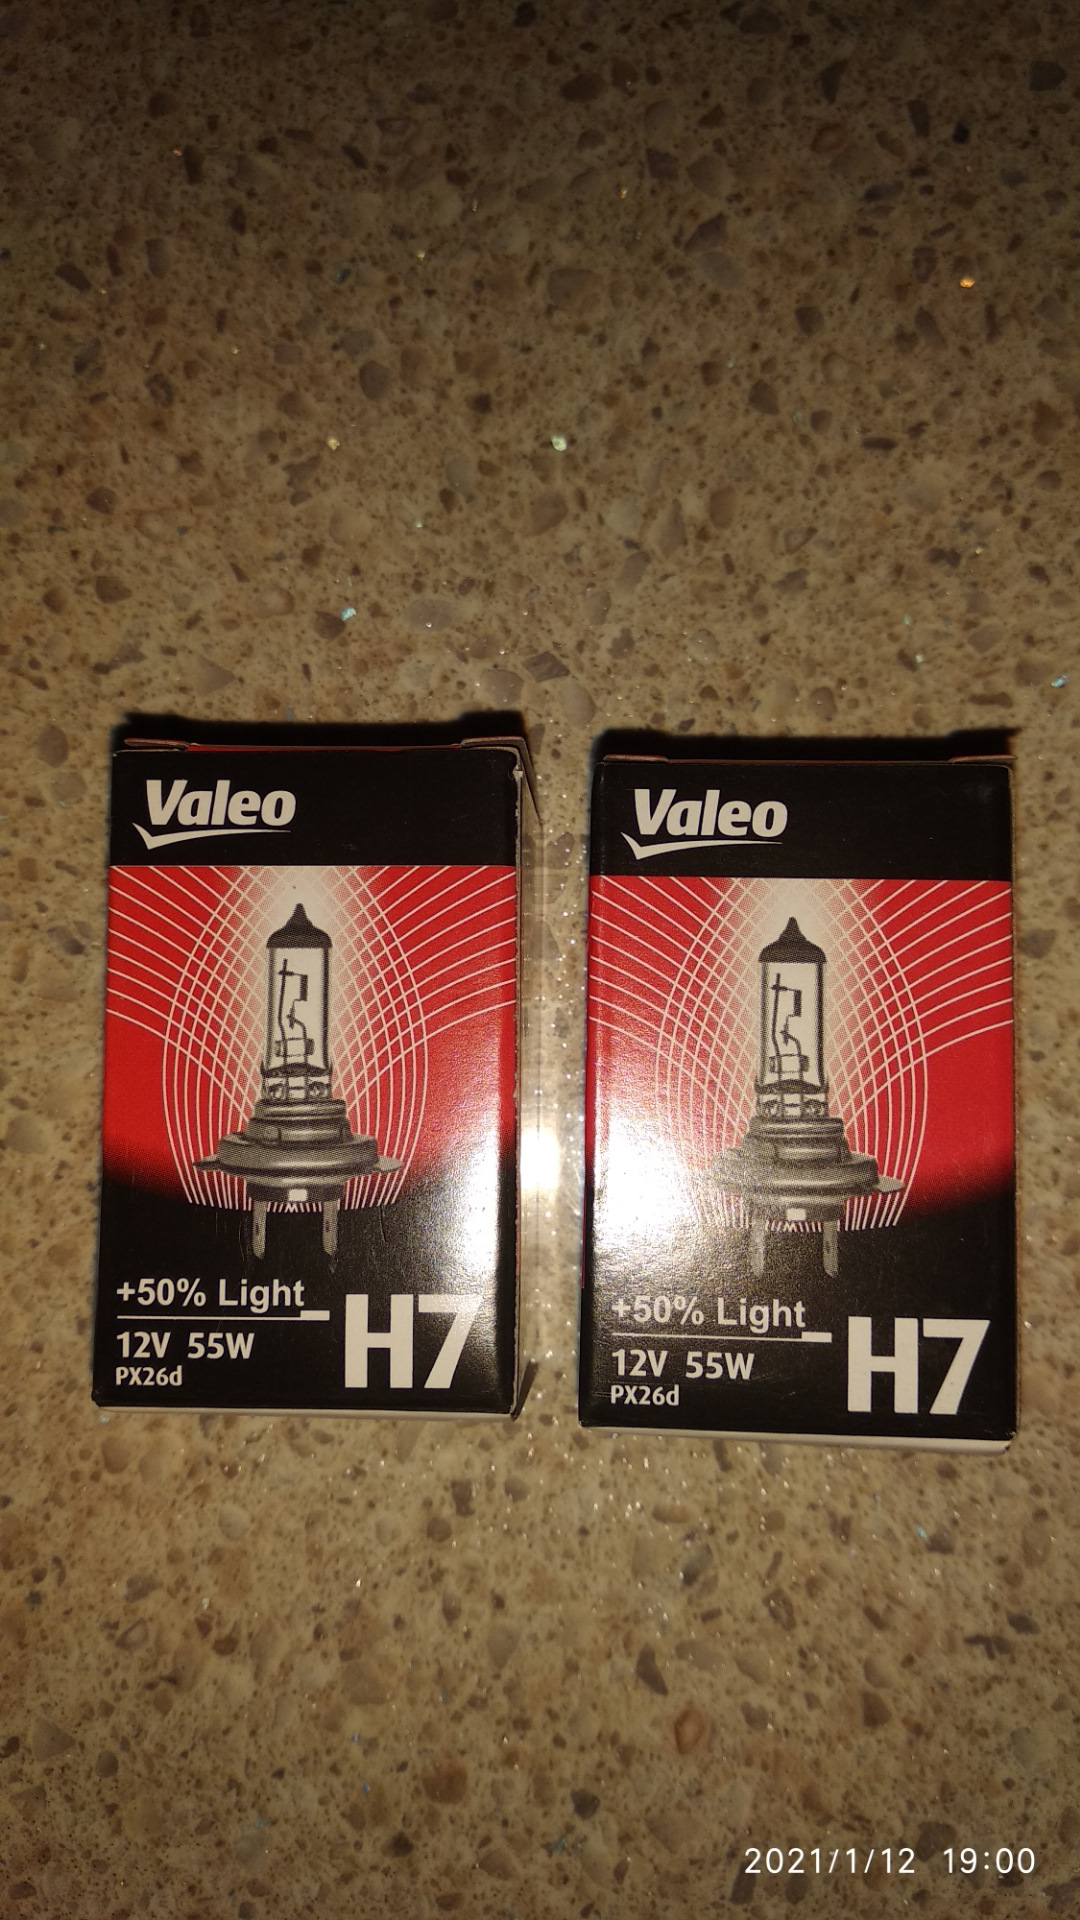 Valeo
+50% Light
12V 55W
PX26d
H7
Valeo
+50% Light
12V 55W
PX26d
H7
2021/1/12 19:00